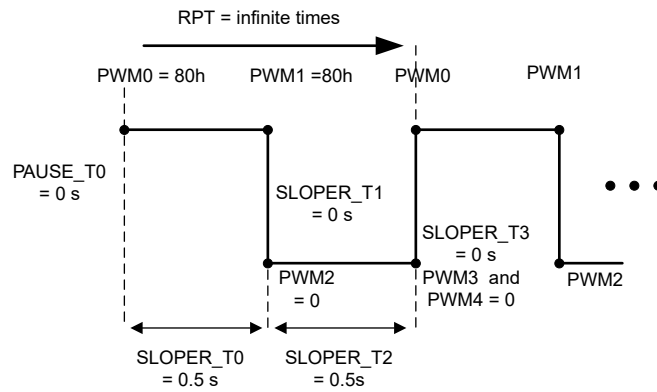 RPT = infinite times
PWM0 = 80h
PWM1 =80h
PWM0
PWM1
PAUSE_T0
= 0 s
SLOPER_T1
= 0 s
SLOPER_T3
= 0 s
PWM2
= 0
PWM3 and
PWM4 = 0
PWM2
SLOPER_T0
= 0.5 s
SLOPER_T2
= 0.5s